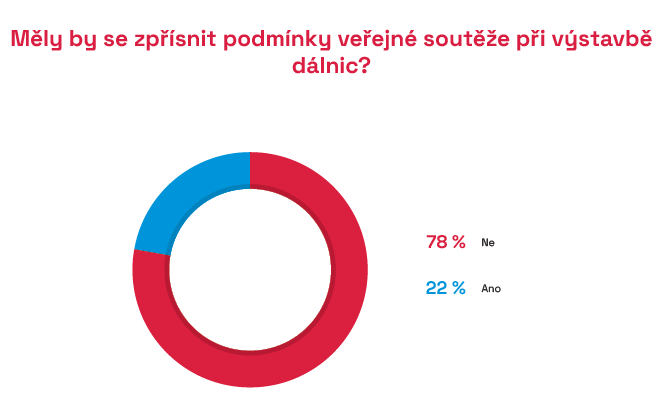 Měly by se zpřísnit podmínky veřejné soutěže při výstavbě
dálnic?
78 % Ne
22 % Ano